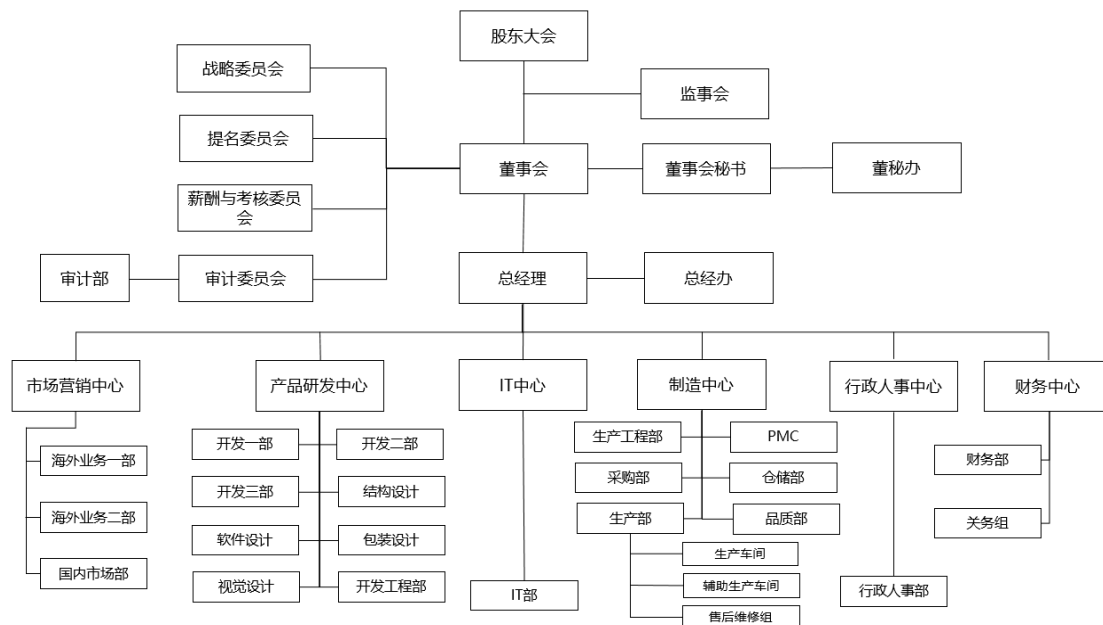 股东大会
战略委员会
监事会
提名委员会
董事会
董事会秘书
董秘办
薪酬与考核委员
会
审计部
审计委员会
总经理
总经办
市场营销中心
产品研发中心
IT中心
制造中心
行政人事中心
财务中心
海外业务一部
海外业务二部
国内市场部
开发一部
开发二部
开发三部
结构设计
软件设计
包装设计
视觉设计
开发工程部
IT部
生产工程部
PMC
采购部
仓储部
生产部
品质部
生产车间
辅助生产车间
售后维修组
行政人事部
财务部
关务组